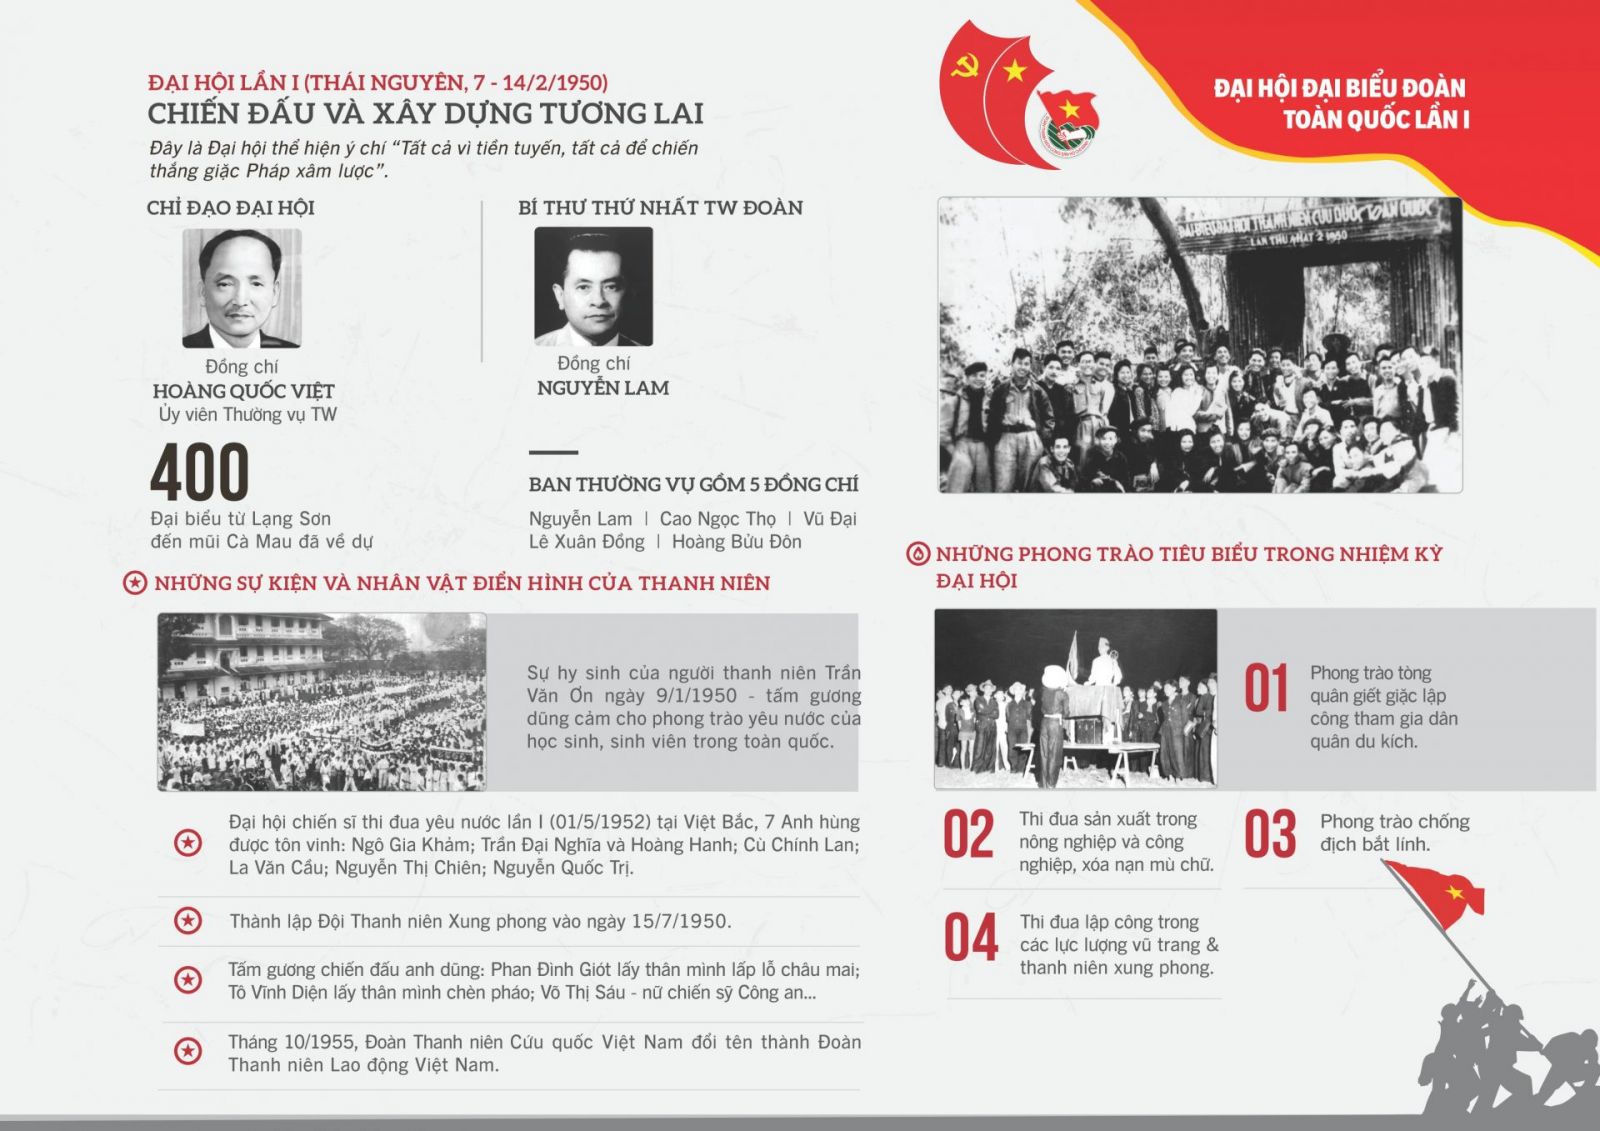 ĐẠI HỘI LẦN I (THÁI NGUYÊN, 7 - 14/2/1950)
CHIẾN ĐẤU VÀ XÂY DỰNG TƯƠNG LAI
Đây là Đại hội thể hiện ý chí “Tất cả vì tiền tuyến, tất cả để chiến
thắng giặc Pháp xâm lược”.
CHỈ ĐẠO ĐẠI HỘI
Đồng chí
HOÀNG QUỐC VIỆT
Ủy viên Thường vụ TW
BÍ THƯ THỨ NHẤT TW ĐOÀN
Đồng chí
NGUYỄN LAM
400
Đại biểu từ Lạng Sơn
đến mũi Cà Mau đã về dự
BAN THƯỜNG VỤ GỒM 5 ĐỒNG CHÍ
Nguyễn Lam | Cao Ngọc Thọ | Vũ Đại
Lê Xuân Đồng | Hoàng Bửu Đôn
NHỮNG SỰ KIỆN VÀ NHÂN VẬT ĐIỂN HÌNH CỦA THANH NIÊN
Sự hy sinh của người thanh niên Trần
Văn Ơn ngày 9/1/1950 - tấm gương
dũng cảm cho phong trào yêu nước của
học sinh, sinh viên trong toàn quốc.
Đại hội chiến sĩ thi đua yêu nước lần I (01/5/1952) tại Việt Bắc, 7 Anh hùng
được tôn vinh: Ngô Gia Khảm; Trần Đại Nghĩa và Hoàng Hanh; Cù Chính Lan;
La Văn Cầu; Nguyễn Thị Chiên; Nguyễn Quốc Trị.
Thành lập Đội Thanh niên Xung phong vào ngày 15/7/1950.
Tấm gương chiến đấu anh dũng: Phan Đình Giót lấy thân mình lấp lỗ châu mai;
Tô Vĩnh Diện lấy thân mình chèn pháo; Võ Thị Sáu - nữ chiến sỹ Công an...
Tháng 10/1955, Đoàn Thanh niên Cứu quốc Việt Nam đổi tên thành Đoàn
Thanh niên Lao động Việt Nam.
ĐẠI HỘI ĐẠI BIỂU ĐOÀN
TOÀN QUỐC LẦN I
ĐẠI BIỂU ĐẠI HỘI THANH NIÊN CỨU QUỐC TOÀN QUỐC
LẦN THỨ NHẤT 2 1950
NHỮNG PHONG TRÀO TIÊU BIỂU TRONG NHIỆM KỲ
ĐẠI HỘI
01
Phong trào tòng
quân giết giặc lập
công tham gia dân
quân du kích.
02
Thi đua sản xuất trong
nông nghiệp và công
nghiệp, xóa nạn mù chữ.
03
Phong trào chống
địch bắt lính.
04
Thi đua lập công trong
các lực lượng vũ trang &
thanh niên xung phong.